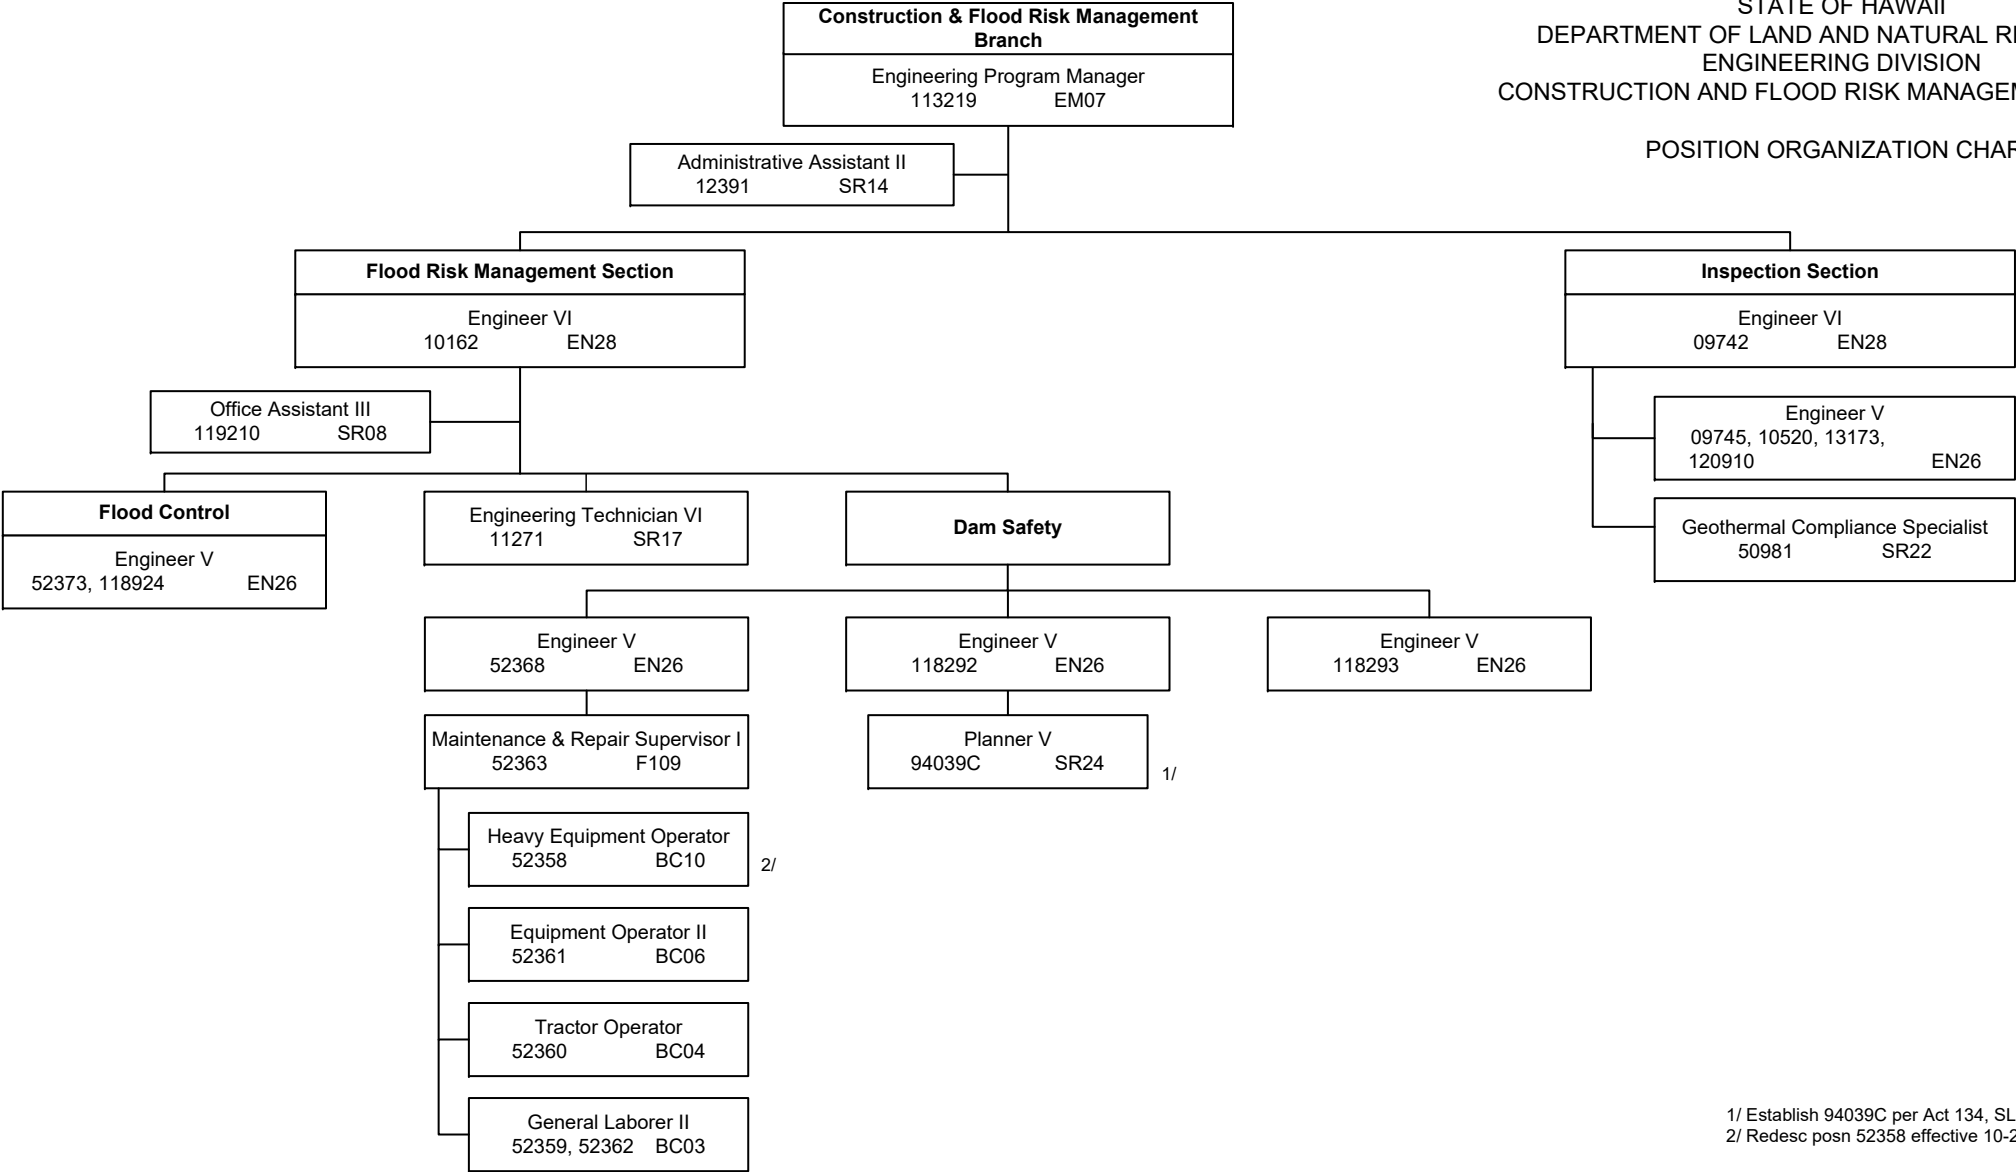 Construction & Flood Risk Management
Branch
Engineering Program Manager
113219 EM07
STATE OF HAWAII
DEPARTMENT OF LAND AND NATURAL
ENGINEERING DIVISION
CONSTRUCTION AND FLOOD RISK
POSITION ORGANIZATION
Administrative Assistant II
12391 SR14
Flood Risk Management Section
Engineer VI
10162 EN28
Inspection Section
Engineer VI
09742 EN28
Office Assistant III
119210 SR08
Engineer V
09745, 10520, 13173,
120910 EN26
Geothermal Compliance Specialist
50981 SR22
Flood Control
Engineer V
52373, 118924 EN26
Engineering Technician VI
11271 SR17
Dam Safety
Engineer V
52368 EN26
Engineer V
118292 EN26
Engineer V
118293 EN26
Maintenance & Repair Supervisor I
52363 F109
Planner V
94039C SR24
1/
Heavy Equipment Operator
52358 BC10
2/
Equipment Operator II
52361 BC06
Tractor Operator
52360 BC04
General Laborer II
52359, 52362 BC03
1/ Establish 94039C per Act 134,
2/ Redesc posn 52358 effective